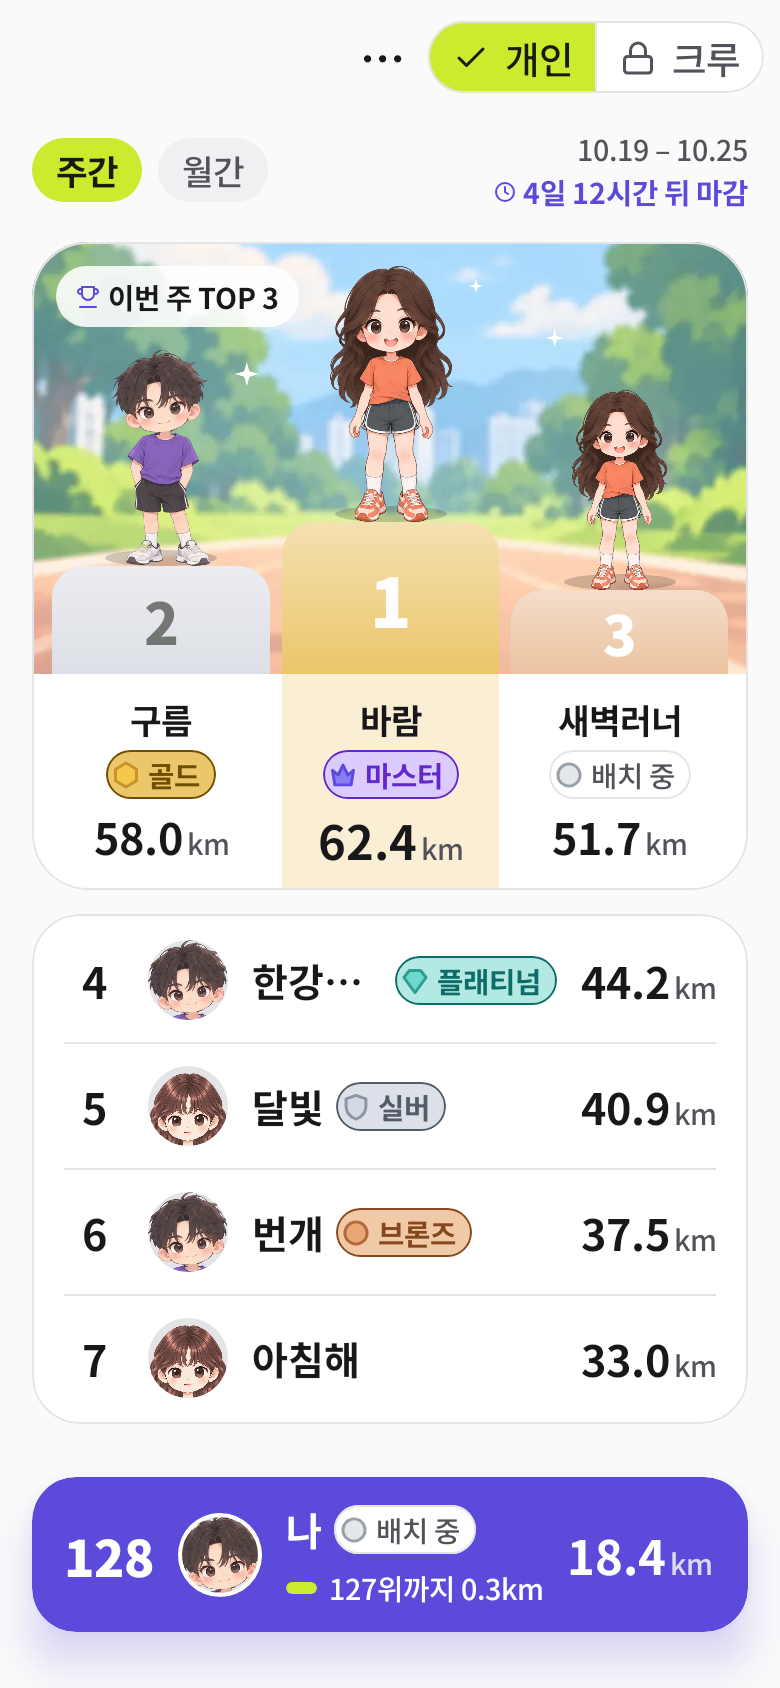 개인
크루
주간
월간
10.19 – 10.25
4일 12시간 뒤 마감
이번 주 TOP 3
2
1
3
구름
골드
58.0 km
바람
마스터
62.4 km
새벽러너
배치 중
51.7 km
4 한강… 플래티넘 44.2 km
5 달빛 실버 40.9 km
6 번개 브론즈 37.5 km
7 아침해 33.0 km
128 나 배치 중 18.4 km
127위까지 0.3km